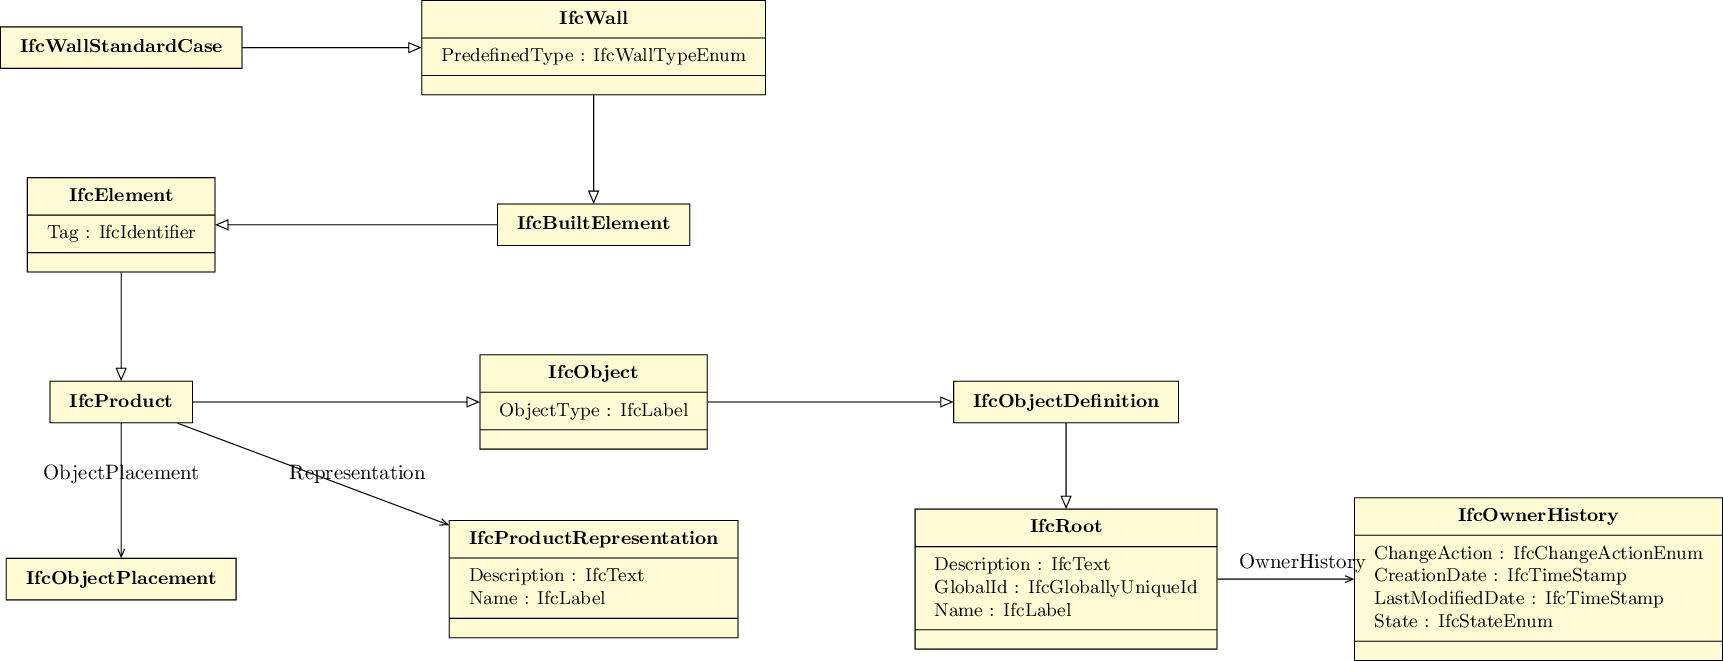 IfcWallStandardCase
IfcWall
PredefinedType : IfcWallTypeEnum
IfcElement
Tag : IfcIdentifier
IfcBuiltElement
IfcProduct
IfcObject
ObjectType : IfcLabel
IfcObjectDefinition
ObjectPlacement
Representation
IfcObjectPlacement
IfcProductRepresentation
Description : IfcText
Name : IfcLabel
IfcRoot
Description : IfcText
GlobalId : IfcGloballyUniqueId
Name : IfcLabel
OwnerHistory
IfcOwnerHistory
ChangeAction : IfcChangeActionEnum
CreationDate : IfcTimeStamp
LastModifiedDate : IfcTimeStamp
State : IfcStateEnum